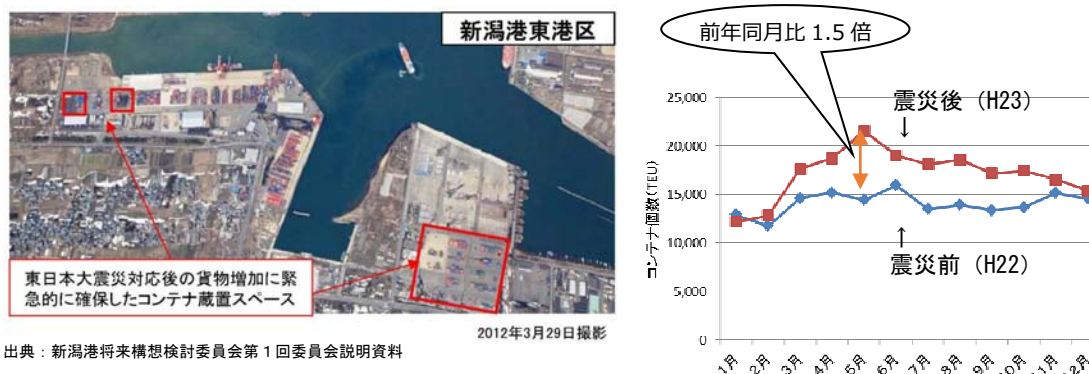 新潟港東港区
東日本大震災対応後の貨物増加に緊
急的に確保したコンテナ蔵置スペース
2012年3月29日撮影
出典：新潟港将来構想検討委員会第１回委員会説明資料
前年同月比 1.5 倍
コンテナ個数(TEU)
25,000
20,000
15,000
10,000
5,000
0
震災後（H23）
↓
↑
震災前（H22）
1月 2月 3月 4月 5月 6月 7月 8月 9月 10月 11月 12月